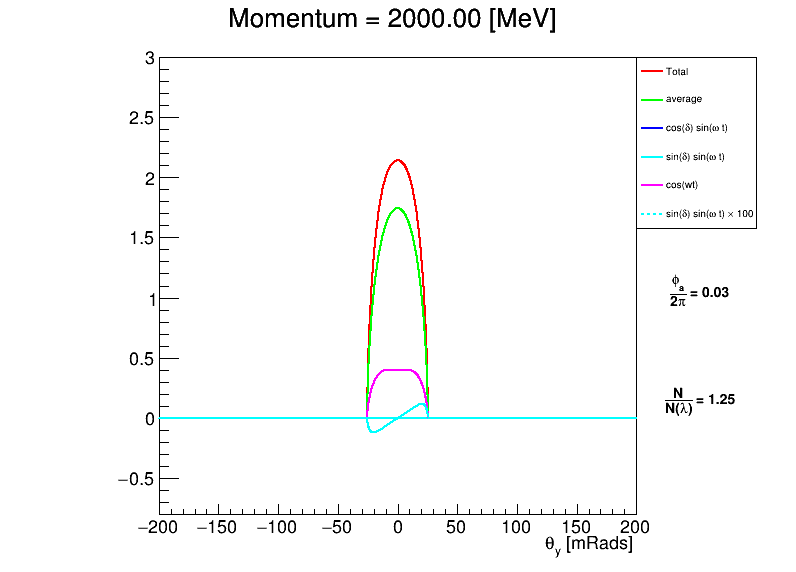 Momentum = 2000.00 [MeV]
3
2.5
2
1.5
1
0.5
0
−0.5
−200 −150 −100 −50 0 50 100 150 200
θy [mRads]
Total
average
cos(δ) sin(ω t)
sin(δ) sin(ω t)
cos(wt)
sin(δ) sin(ω t) × 100
ϕa
2π = 0.03
N
N(λ) = 1.25